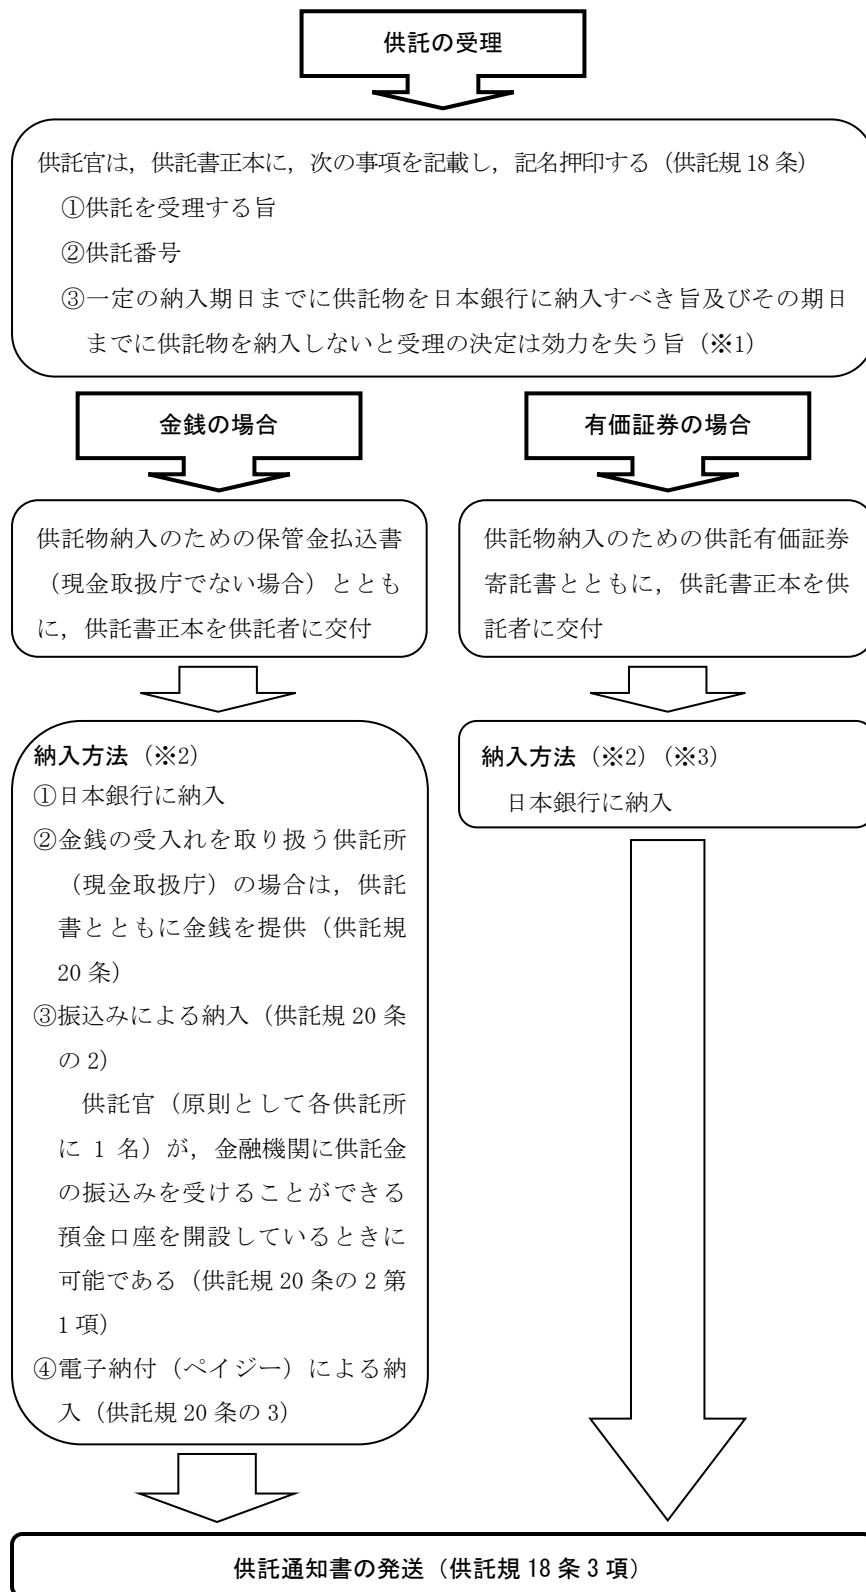 供託の受理
供託官は，供託書正本に，次の事項を記載し，記名押印する（供託規 18 条）
①供託を受理する旨
②供託番号
③一定の納入期日までに供託物を日本銀行に納入すべき旨及びその期日
までに供託物を納入しないと受理の決定は効力を失う旨（※1）
金銭の場合
供託物納入のための保管金払込書
（現金取扱庁でない場合）ととも
に，供託書正本を供託者に交付
納入方法（※2）
①日本銀行に納入
②金銭の受入れを取り扱う供託所
（現金取扱庁）の場合は，供託
書とともに金銭を提供（供託規
20 条）
③振込みによる納入（供託規 20 条
の 2）
供託官（原則として各供託所
に 1 名）が，金融機関に供託金
の振込みを受けることができる
預金口座を開設しているときに
可能である（供託規 20 条の 2 第
1 項）
④電子納付（ペイジー）による納
入（供託規 20 条の 3）
有価証券の場合
供託物納入のための供託有価証券
寄託書とともに，供託書正本を供
託者に交付
納入方法（※2）（※3）
日本銀行に納入
供託通知書の発送（供託規 18 条 3 項）